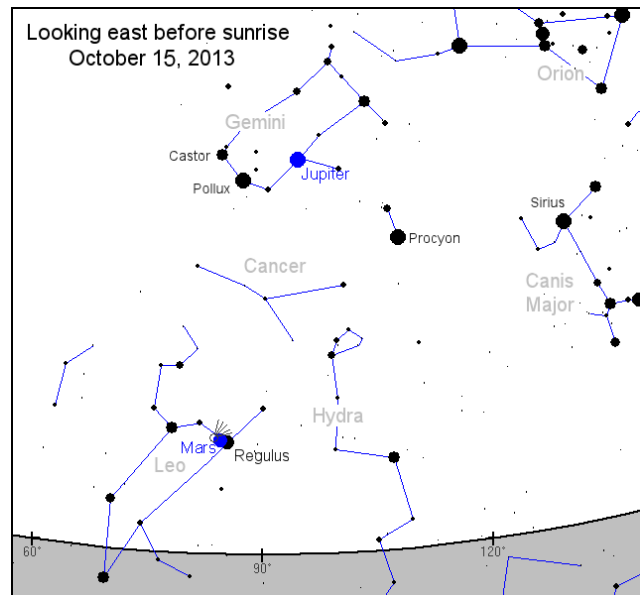 Looking east before sunrise
October 15, 2013
Orion
Gemini
Castor
Jupiter
Pollux
Sirius
Procyon
Cancer
Canis
Major
Hydra
Mars
Regulus
Leo
60°
90°
120°